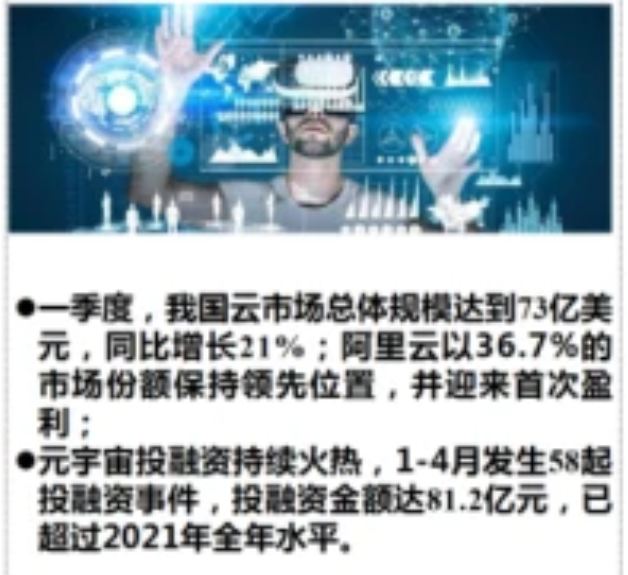 ●一季度，我国云市场总体规模达到73亿美
元，同比增长21%；阿里云以36.7%的
市场份额保持领先位置，并迎来首次盈
利；
●元宇宙投融资持续火热，1-4月发生58起
投融资事件，投融资金额达81.2亿元，已
超过2021年全年水平。